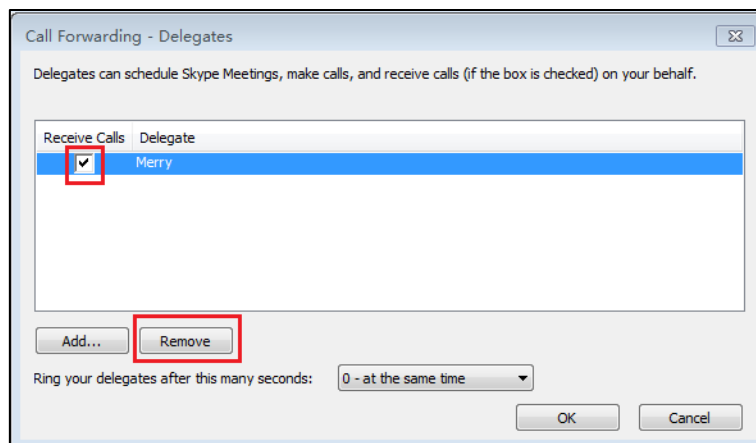 Call Forwarding - Delegates
Delegates can schedule Skype Meetings, make calls, and receive calls (if the box is checked) on your behalf.
Receive Calls Delegate
Merry
Add... Remove
Ring your delegates after this many seconds: 0 - at the same time
OK Cancel